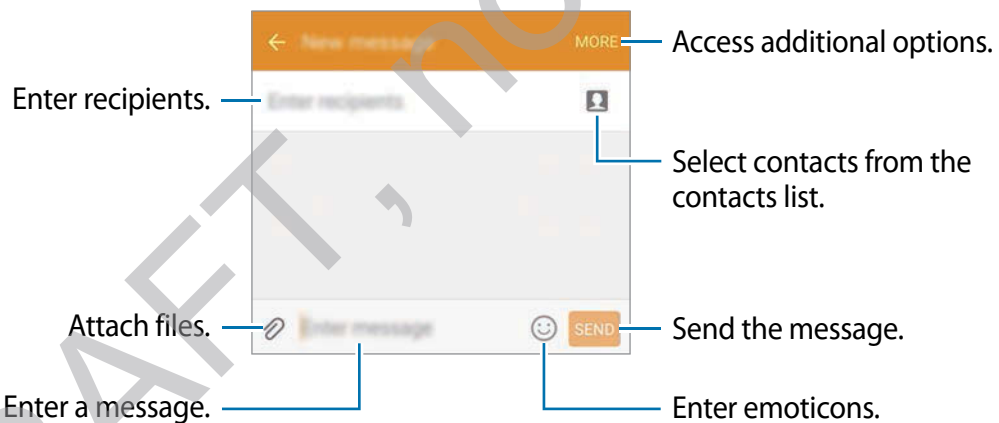 New message
MORE
Access additional options.
Enter recipients.
Enter recipients
Select contacts from the
contacts list.
Attach files.
Enter message
SEND
Send the message.
Enter a message.
Enter emoticons.